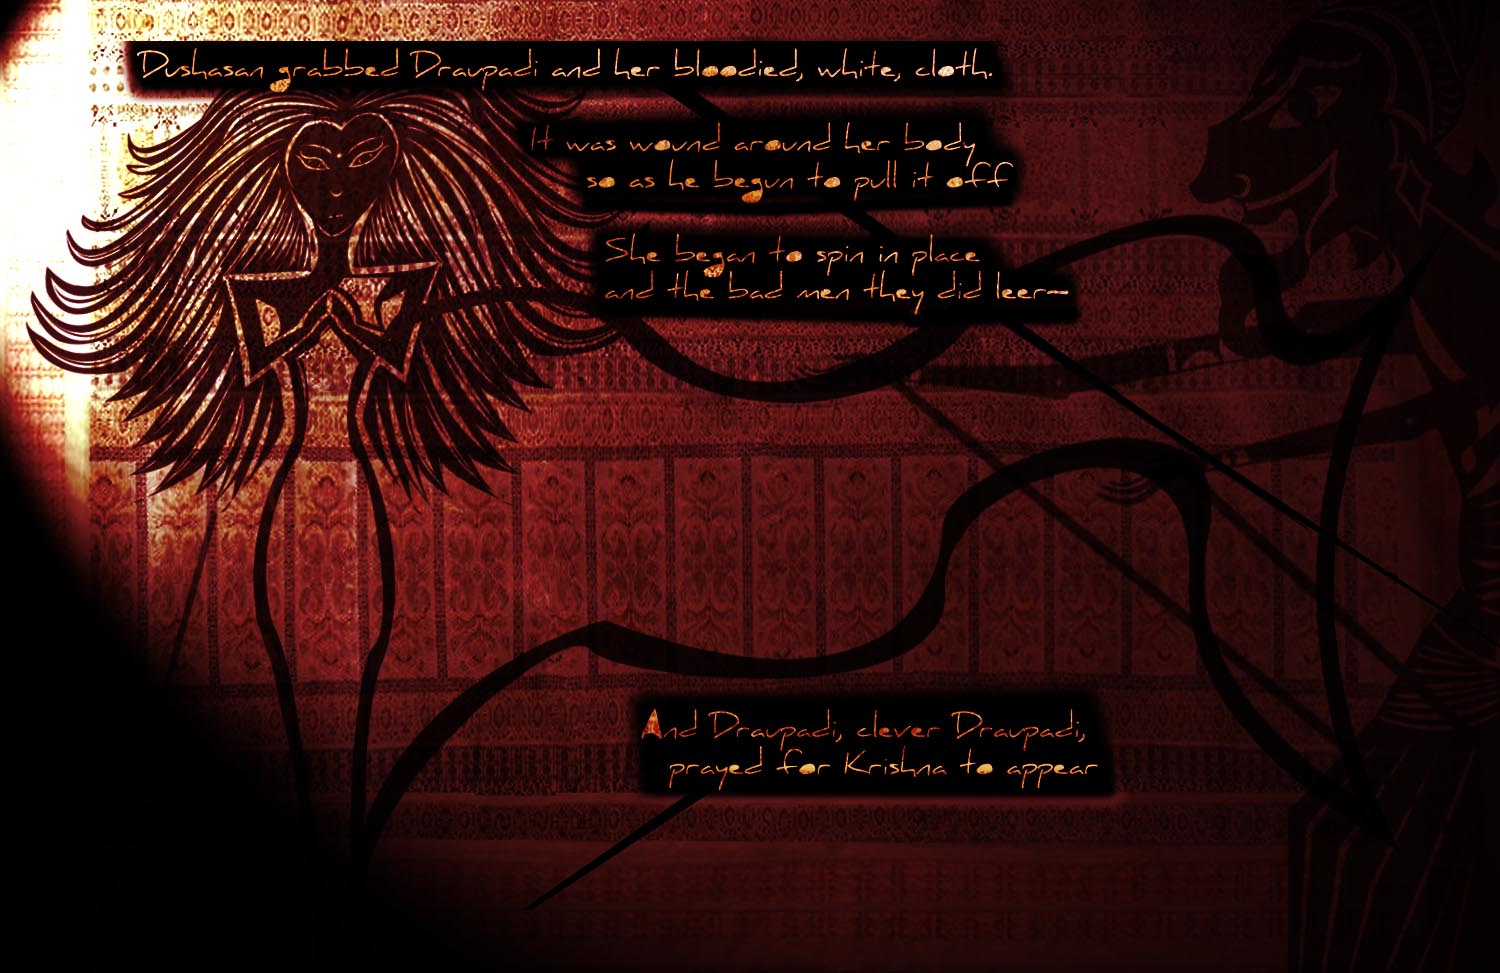 Dushasan grabbed Draupadi and her bloodied, white, cloth.
It was wound around her body
so as he begun to pull it off
She began to spin in place
and the bad men they did leer—
And Draupadi, clever Draupadi,
prayed for Krishna to appear